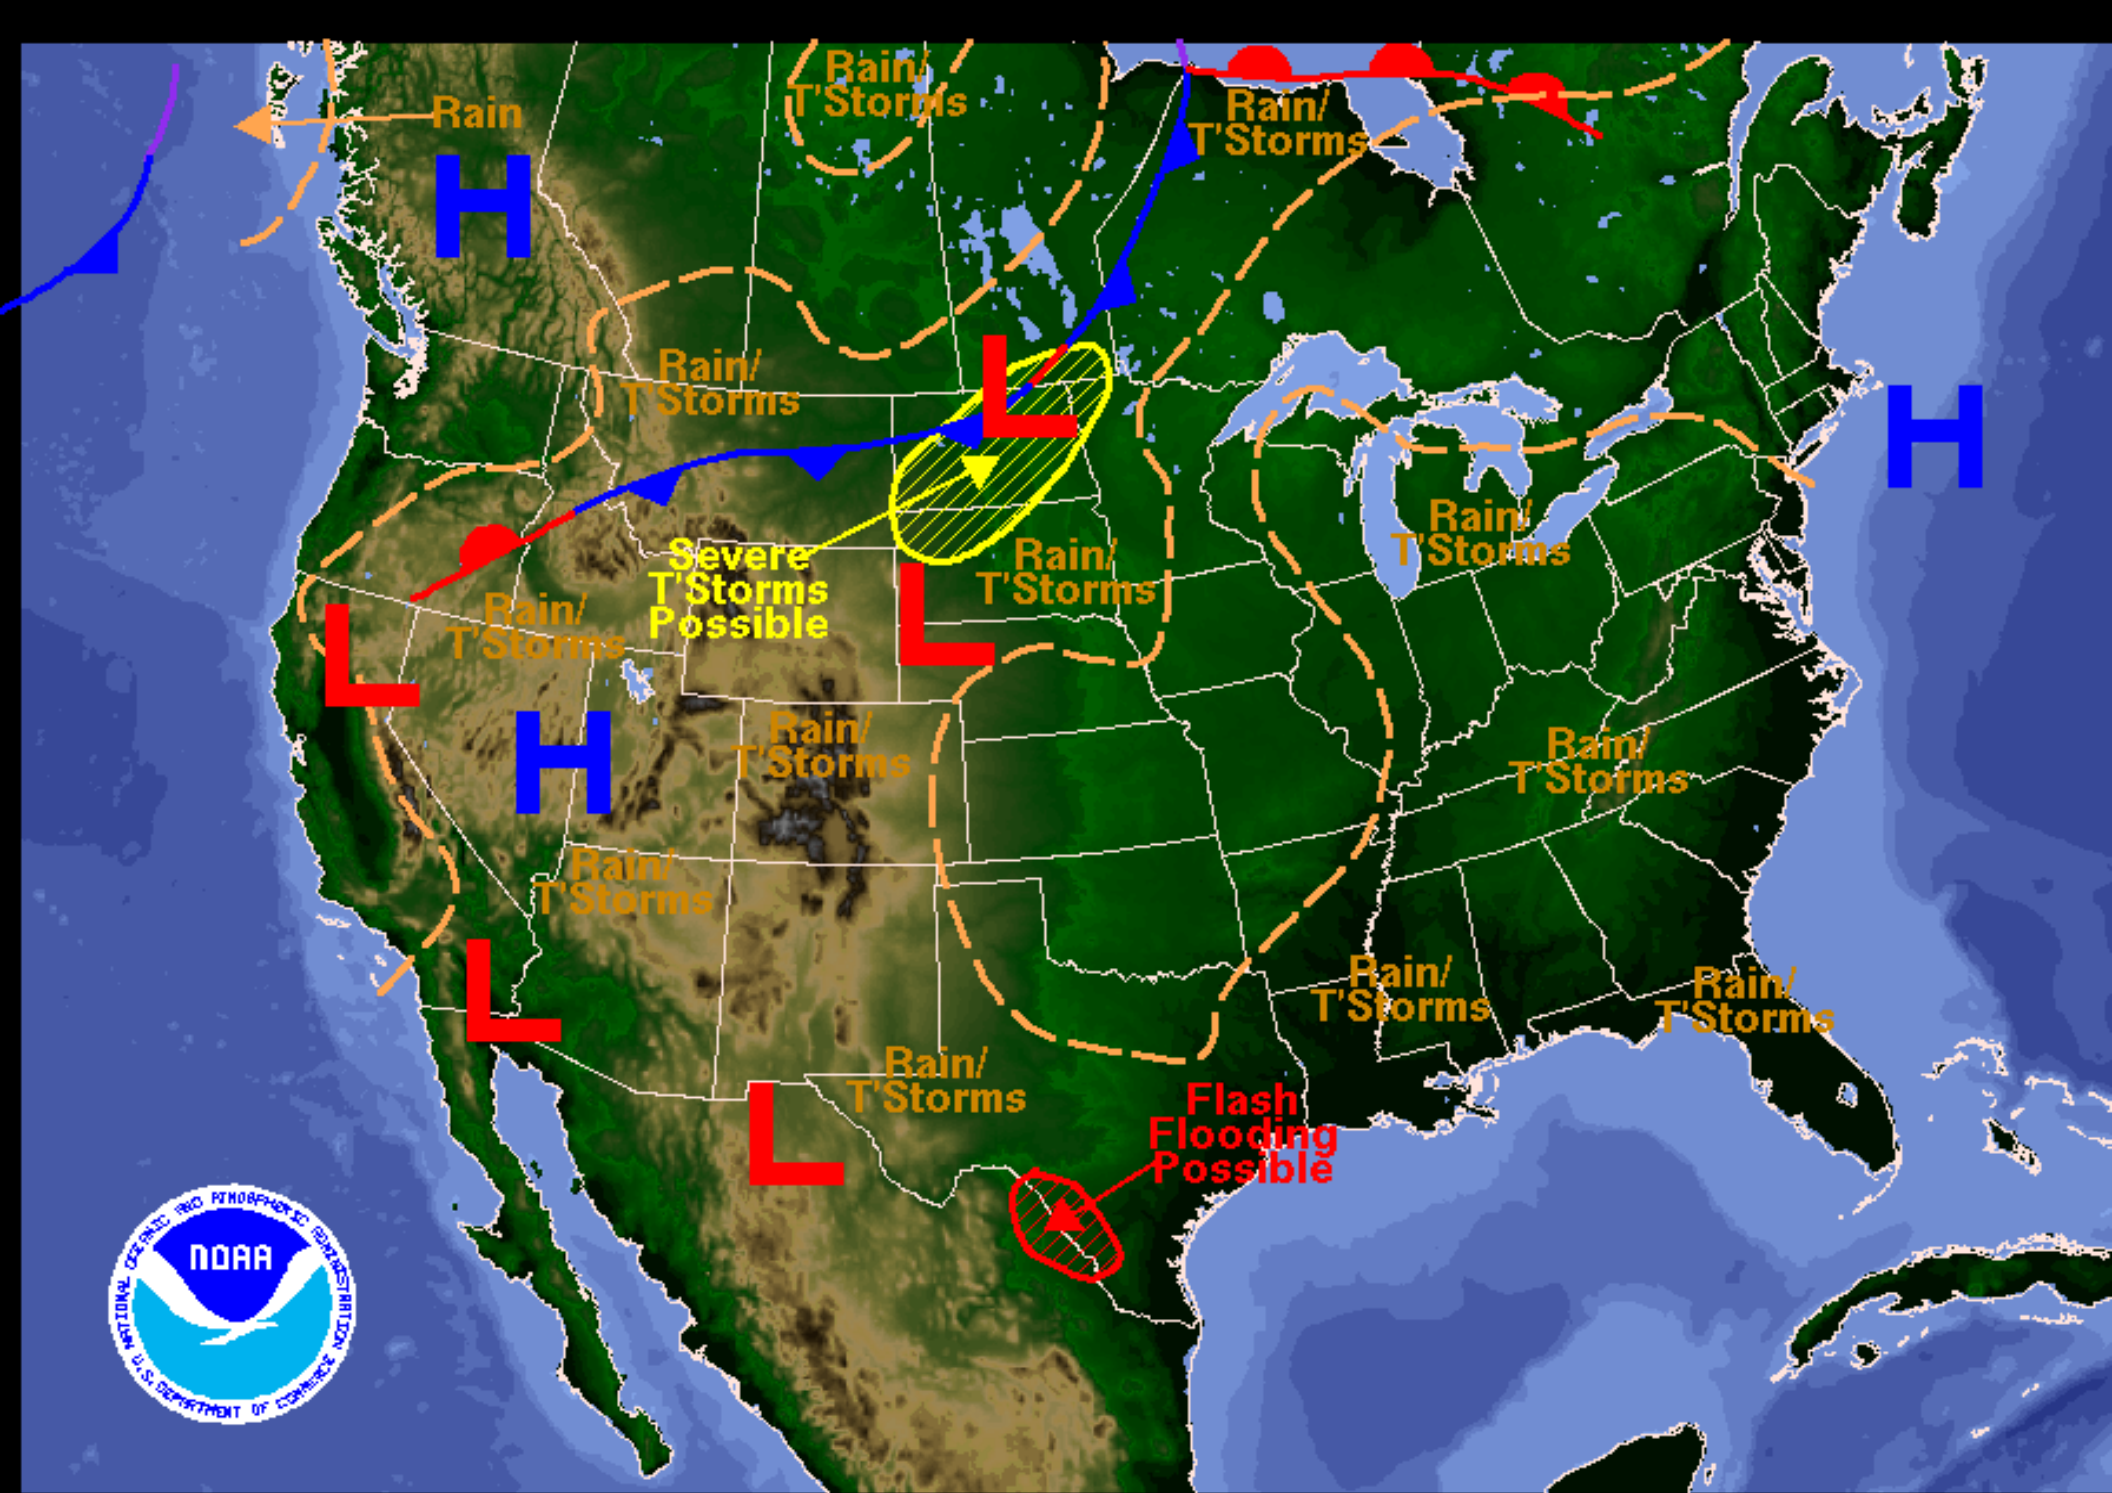 Rain/
T'Storms
Rain
Rain/
T'Storms
H
Rain/
T'Storms
L
H
Severe
T'Storms
Possible
Rain/
T'Storms
Rain/
T'Storms
Rain/
T'Storms
L
L
H
Rain/
T'Storms
Rain/
T'Storms
Rain/
T'Storms
L
Rain/
T'Storms
Rain/
T'Storms
Rain/
T'Storms
L
Flash
Flooding
Possible
NATIONAL OCEANIC AND ATMOSPHERIC ADMINISTRATION
NOAA
U.S. DEPARTMENT OF COMMERCE